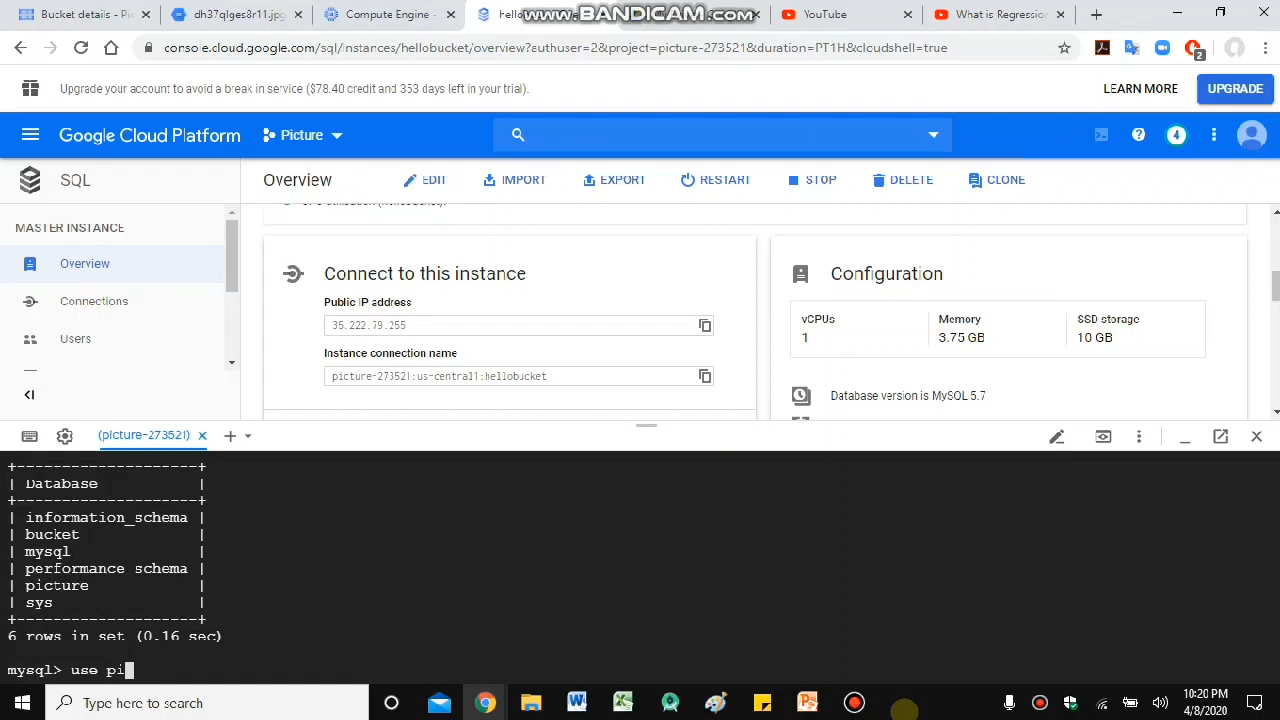 Bucket details - Pi
dh37qlgei3r11.jpg
Compute Engine -
hello
www.BANDICAM.com
YouTube
What is Regressio
console.cloud.google.com/sql/instances/hellobucket/overview?authuser=2&project=picture-273521&duration=PT1H&cloudshell=true
2
Upgrade your account to avoid a break in service ($78.40 credit and 353 days left in your trial).
LEARN MORE
UPGRADE
Google Cloud Platform
Picture
4
SQL
Overview
EDIT
IMPORT
EXPORT
RESTART
STOP
DELETE
CLONE
MASTER INSTANCE
Overview
Connections
Users
Connect to this instance
Public IP address
35.222.79.255
Instance connection name
picture-273521:us-central1:hellobucket
Configuration
vCPUs
1
Memory
3.75 GB
SSD storage
10 GB
Database version is MySQL 5.7
(picture-273521)
+--------------------+
| Database           |
+--------------------+
| information_schema |
| bucket             |
| mysql              |
| performance_schema |
| picture            |
| sys                |
+--------------------+
6 rows in set (0.16 sec)
mysql> use pi
Type here to search
10:20 PM
4/8/2020